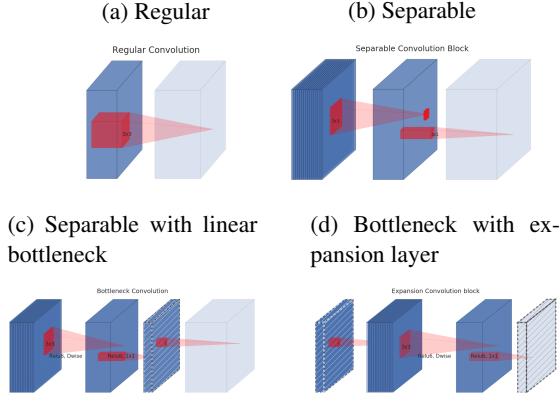 (a) Regular
(b) Separable
Regular Convolution
Separable Convolution Block
3x3
3x3
1x1
(c) Separable with linear
bottleneck
(d) Bottleneck with ex-
pansion layer
Bottleneck Convolution
Expansion Convolution block
3x3
Relu6, Dwise
Relu6, 1x1
3x3
Relu6, Dwise
Relu6, 1x1